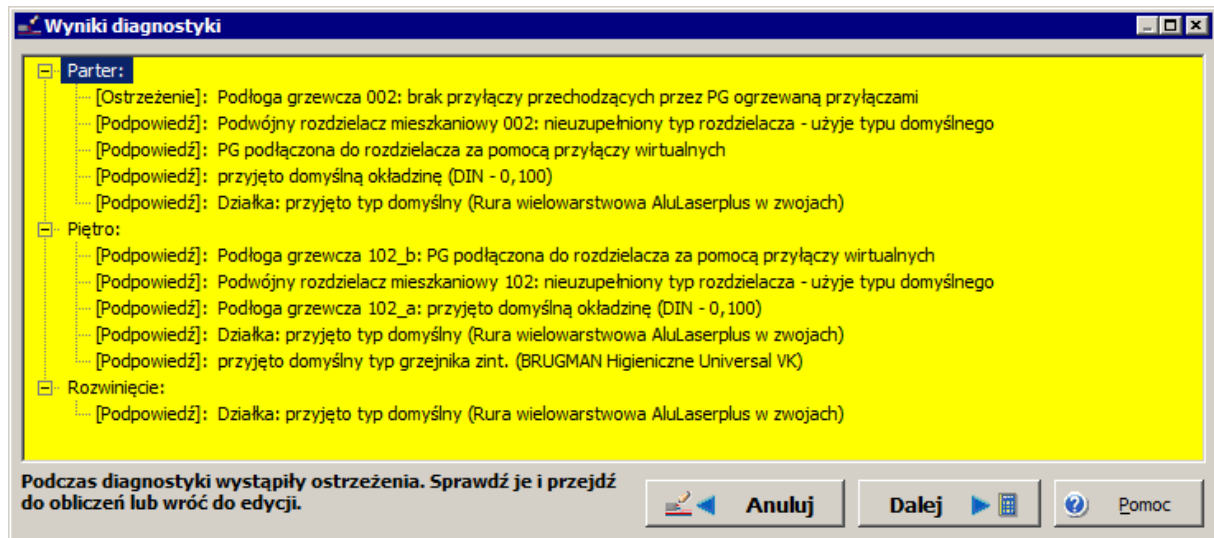 Wyniki diagnostyki
Parter:
[Ostrzeżenie]: Podłoga grzewcza 002: brak przyłączy przechodzących przez PG ogrzewaną przyłączami
[Podpowiedź]: Podwójny rozdzielacz mieszkaniowy 002: nieuzupełniony typ rozdzielacza - użyje typu domyślnego
[Podpowiedź]: PG podłączona do rozdzielacza za pomocą przyłączy wirtualnych
[Podpowiedź]: przyjęto domyślną okładzinę (DIN - 0,100)
[Podpowiedź]: Działka: przyjęto typ domyślny (Rura wielowarstwowa AluLaserplus w zwojach)
Piętro:
[Podpowiedź]: Podłoga grzewcza 102_b: PG podłączona do rozdzielacza za pomocą przyłączy wirtualnych
[Podpowiedź]: Podwójny rozdzielacz mieszkaniowy 102: nieuzupełniony typ rozdzielacza - użyje typu domyślnego
[Podpowiedź]: Podłoga grzewcza 102_a: przyjęto domyślną okładzinę (DIN - 0,100)
[Podpowiedź]: Działka: przyjęto typ domyślny (Rura wielowarstwowa AluLaserplus w zwojach)
[Podpowiedź]: przyjęto domyślny typ grzejnika zint. (BRUGMAN Higieniczne Universal VK)
Rozwinięcie:
[Podpowiedź]: Działka: przyjęto typ domyślny (Rura wielowarstwowa AluLaserplus w zwojach)
Podczas diagnostyki wystąpiły ostrzeżenia. Sprawdź je i przejdź
do obliczeń lub wróć do edycji.
Anuluj
Dalej
Pomoc